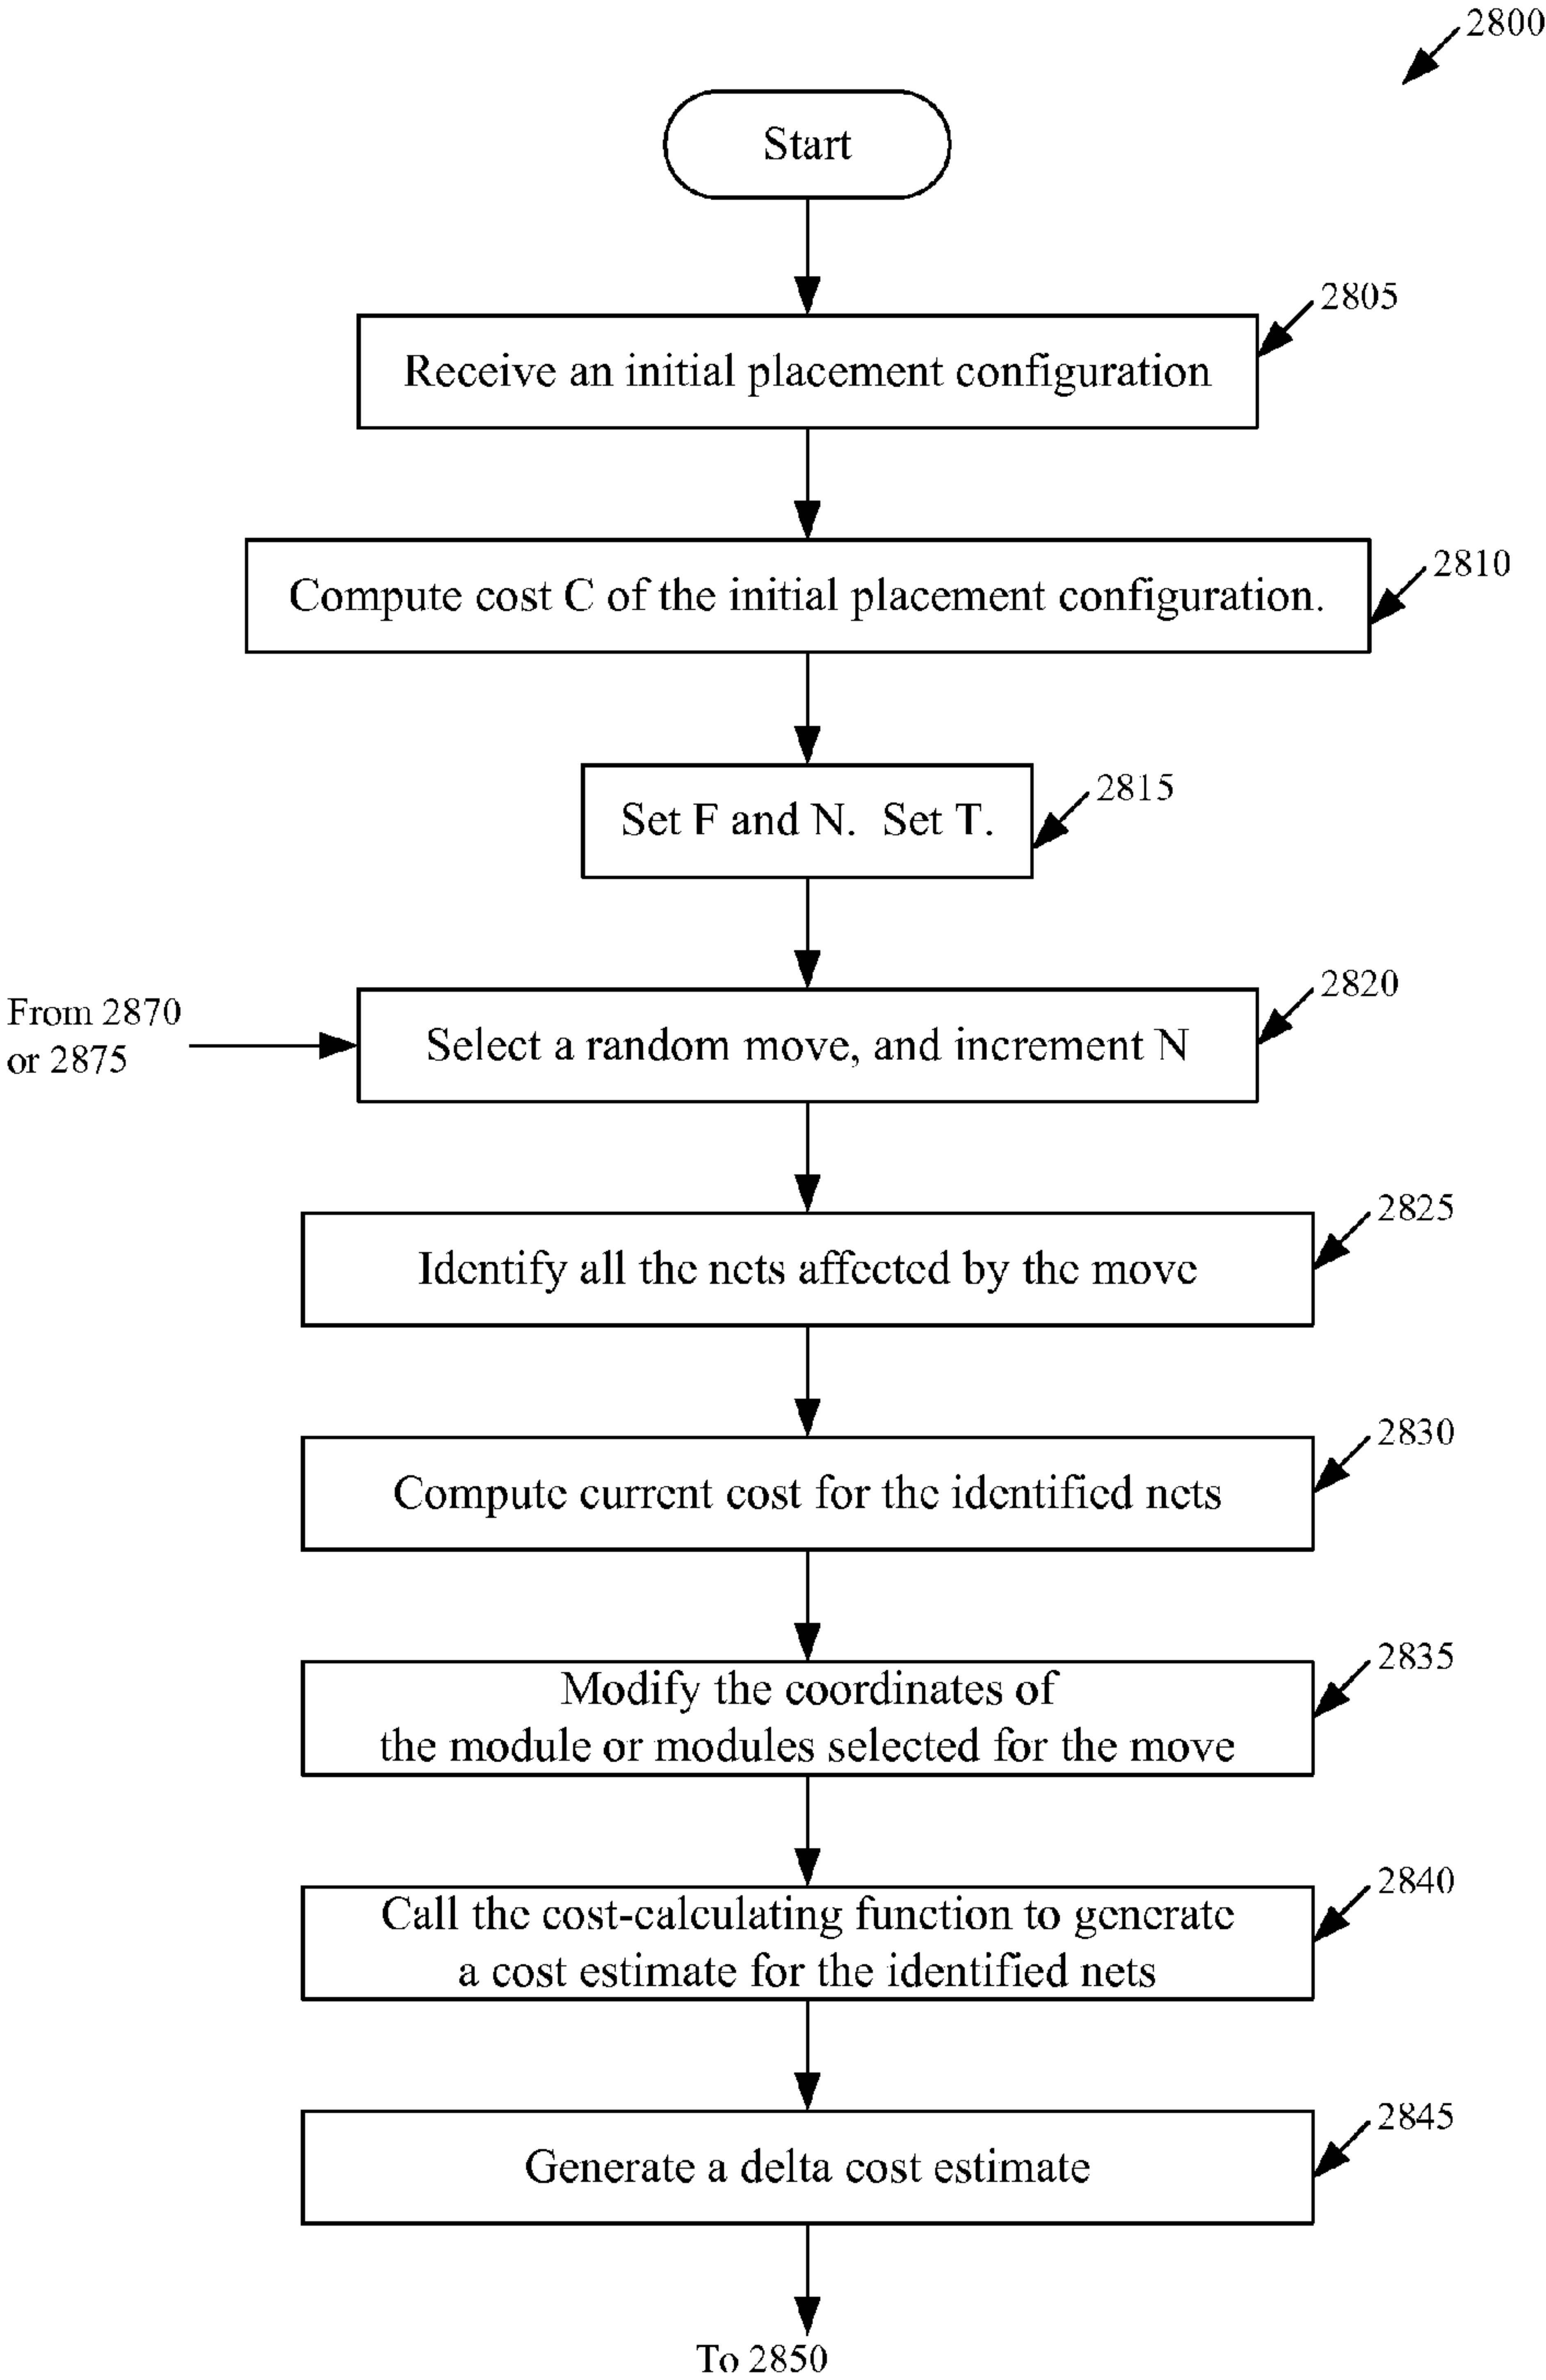 2800
Start
2805
Receive an initial placement configuration
2810
Compute cost C of the initial placement configuration.
2815
Set F and N. Set T.
2820
From 2870
or 2875
Select a random move, and increment N
2825
Identify all the nets affected by the move
2830
Compute current cost for the identified nets
2835
Modify the coordinates of
the module or modules selected for the move
2840
Call the cost-calculating function to generate
a cost estimate for the identified nets
2845
Generate a delta cost estimate
To 2850